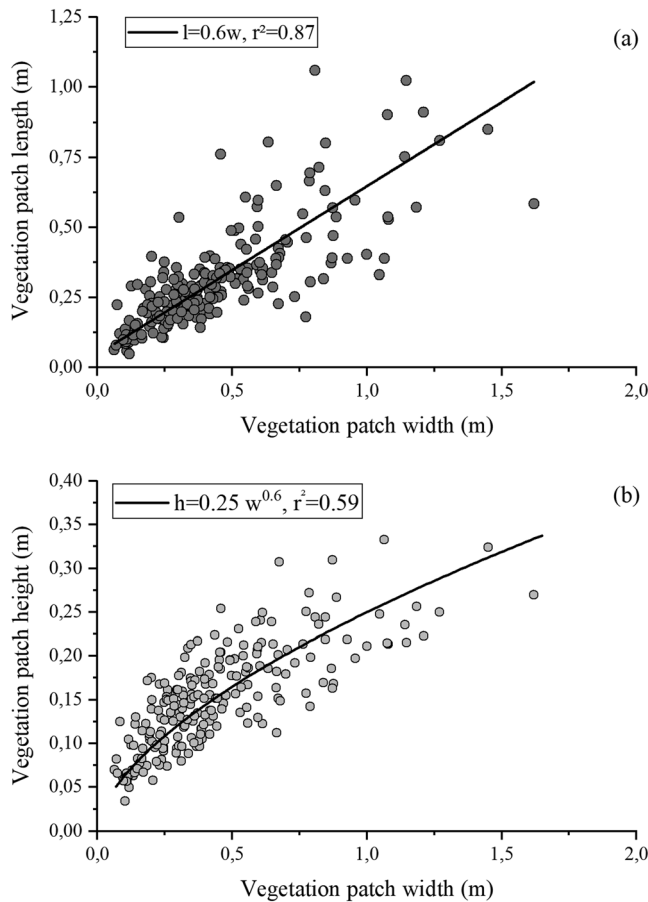 1,25
l=0.6w, r²=0.87
(a)
1,00
0,75
0,50
0,25
0,00
Vegetation patch length (m)
0,0 0,5 1,0 1,5 2,0
Vegetation patch width (m)
0,40
h=0.25 w^0.6, r²=0.59
(b)
0,35
0,30
0,25
0,20
0,15
0,10
0,05
0,00
Vegetation patch height (m)
0,0 0,5 1,0 1,5 2,0
Vegetation patch width (m)